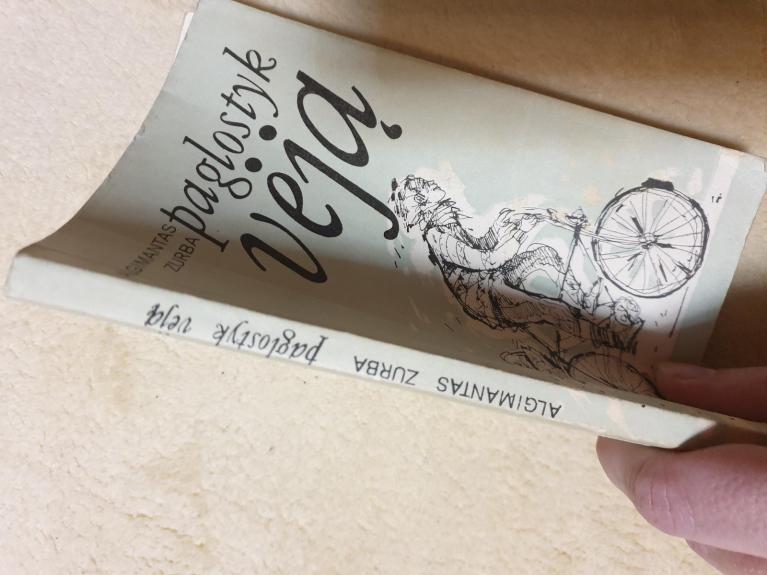 ALGIMANTAS
ZURBA
paglostyk
vėją
ALGIMANTAS ZURBA paglostyk vėją